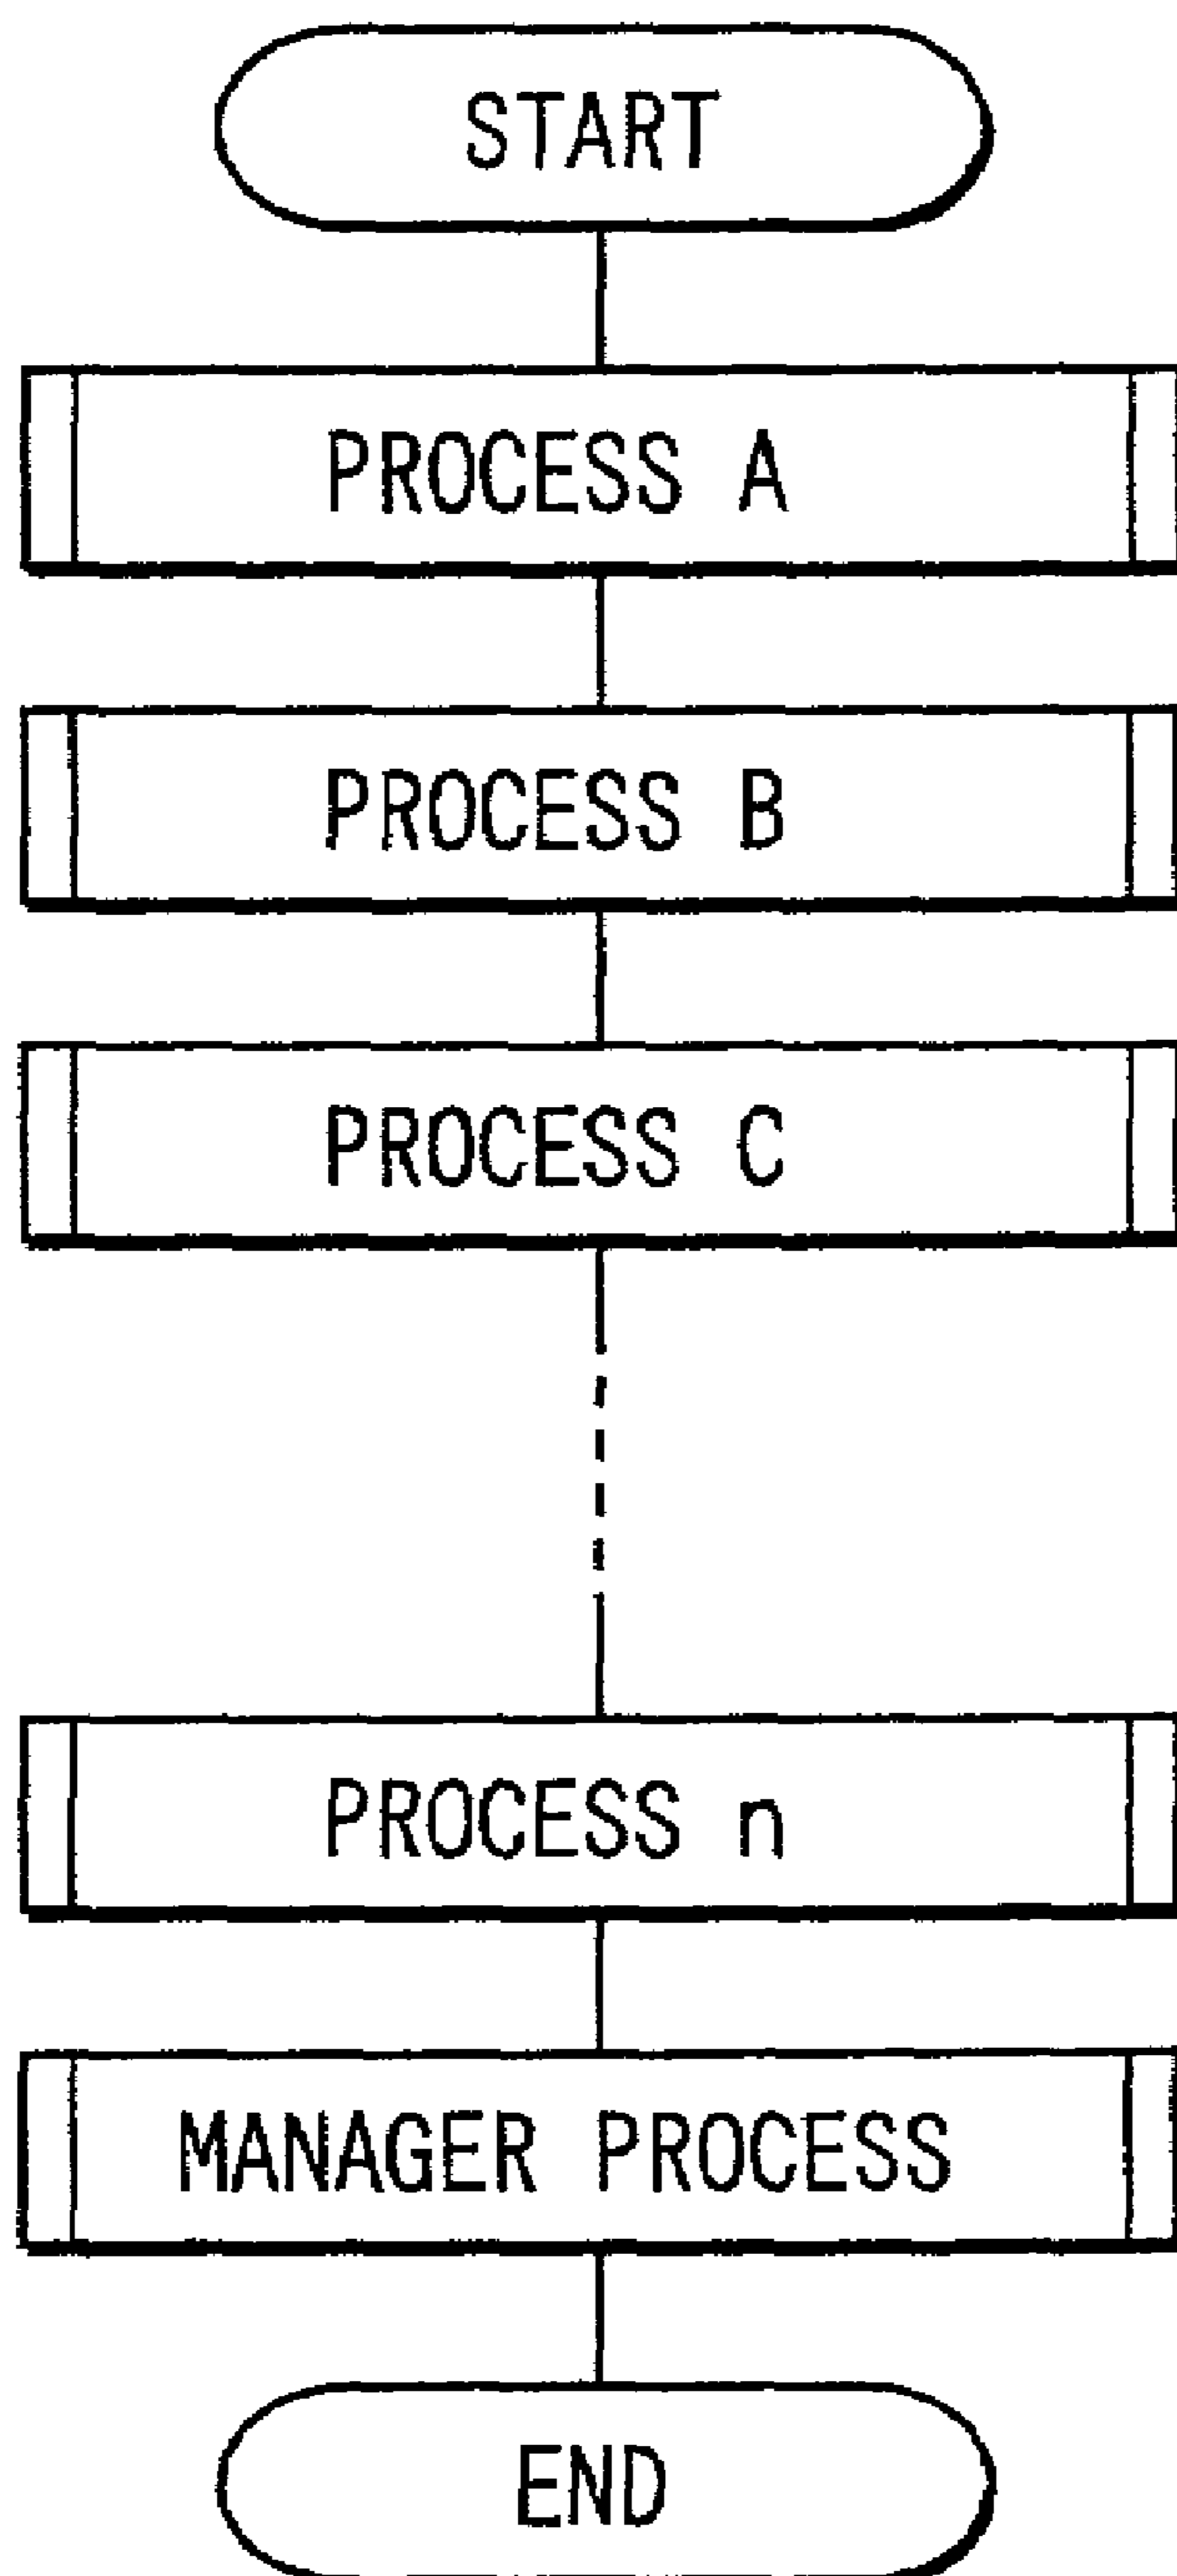 START
PROCESS A
PROCESS B
PROCESS C
PROCESS n
MANAGER PROCESS
END